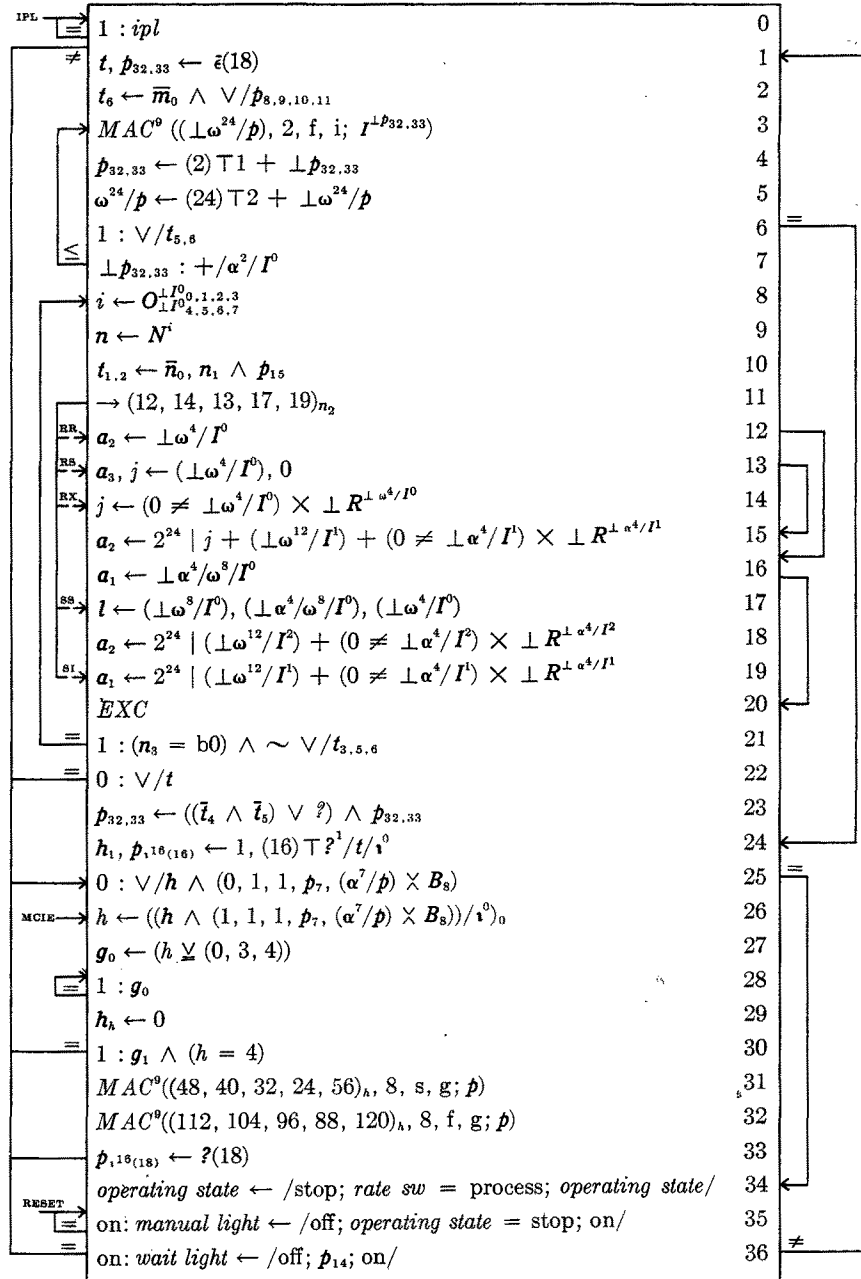 IPL 1 : ipl 0
= ≠ t, p₃₂,₃₃ ← ε̄(18) 1
t₆ ← m̄₀ ∧ ∨/p₈,₉,₁₀,₁₁ 2
MAC⁹ ((⊥ω²⁴/p), 2, f, i; I^⊥p₃₂,₃₃) 3
p₃₂,₃₃ ← (2) ⊤ 1 + ⊥p₃₂,₃₃ 4
ω²⁴/p ← (24) ⊤ 2 + ⊥ω²⁴/p 5
1 : ∨/t₅,₆ 6 =
≤ ⊥p₃₂,₃₃ : +/α²/I⁰ 7
i ← O^⊥I⁰₀,₁,₂,₃ _⊥I⁰₄,₅,₆,₇ 8
n ← Nⁱ 9
t₁,₂ ← n̄₀, n₁ ∧ p₁₅ 10
→ (12, 14, 13, 17, 19)n₂ 11
RR a₂ ← ⊥ω⁴/I⁰ 12
RS a₃, j ← (⊥ω⁴/I⁰), 0 13
RX j ← (0 ≠ ⊥ω⁴/I⁰) × ⊥R^⊥ω⁴/I⁰ 14
a₂ ← 2²⁴ | j + (⊥ω¹²/I¹) + (0 ≠ ⊥α⁴/I¹) × ⊥R^⊥α⁴/I¹ 15
a₁ ← ⊥α⁴/ω⁸/I⁰ 16
SS l ← (⊥ω⁸/I⁰), (⊥α⁴/ω⁸/I⁰), (⊥ω⁴/I⁰) 17
a₂ ← 2²⁴ | (⊥ω¹²/I²) + (0 ≠ ⊥α⁴/I²) × ⊥R^⊥α⁴/I² 18
SI a₁ ← 2²⁴ | (⊥ω¹²/I¹) + (0 ≠ ⊥α⁴/I¹) × ⊥R^⊥α⁴/I¹ 19
EXC 20
= 1 : (n₃ = b0) ∧ ∼ ∨/t₃,₅,₆ 21
= 0 : ∨/t 22
p₃₂,₃₃ ← ((t̄₄ ∧ t̄₅) ∨ ?) ∧ p₃₂,₃₃ 23
h₁, p_ι¹⁶(16) ← 1, (16) ⊤ ?¹/t/ι⁰ 24
0 : ∨/h ∧ (0, 1, 1, p₇, (α⁷/p) ⩙ B₈) 25 =
MCIE h ← ((h ∧ (1, 1, 1, p₇, (α⁷/p) ⩙ B₈))/ι⁰)₀ 26
g₀ ← (h ⊻ (0, 3, 4)) 27
= 1 : g₀ 28
h_h ← 0 29
= 1 : g₁ ∧ (h = 4) 30
MAC⁹((48, 40, 32, 24, 56)_h, 8, s, g; p) 31
MAC⁹((112, 104, 96, 88, 120)_h, 8, f, g; p) 32
p_ι¹⁶(18) ← ?(18) 33
operating state ← /stop; rate sw = process; operating state/ 34
RESET = on: manual light ← /off; operating state = stop; on/ 35
= on: wait light ← /off; p₁₄; on/ 36 ≠